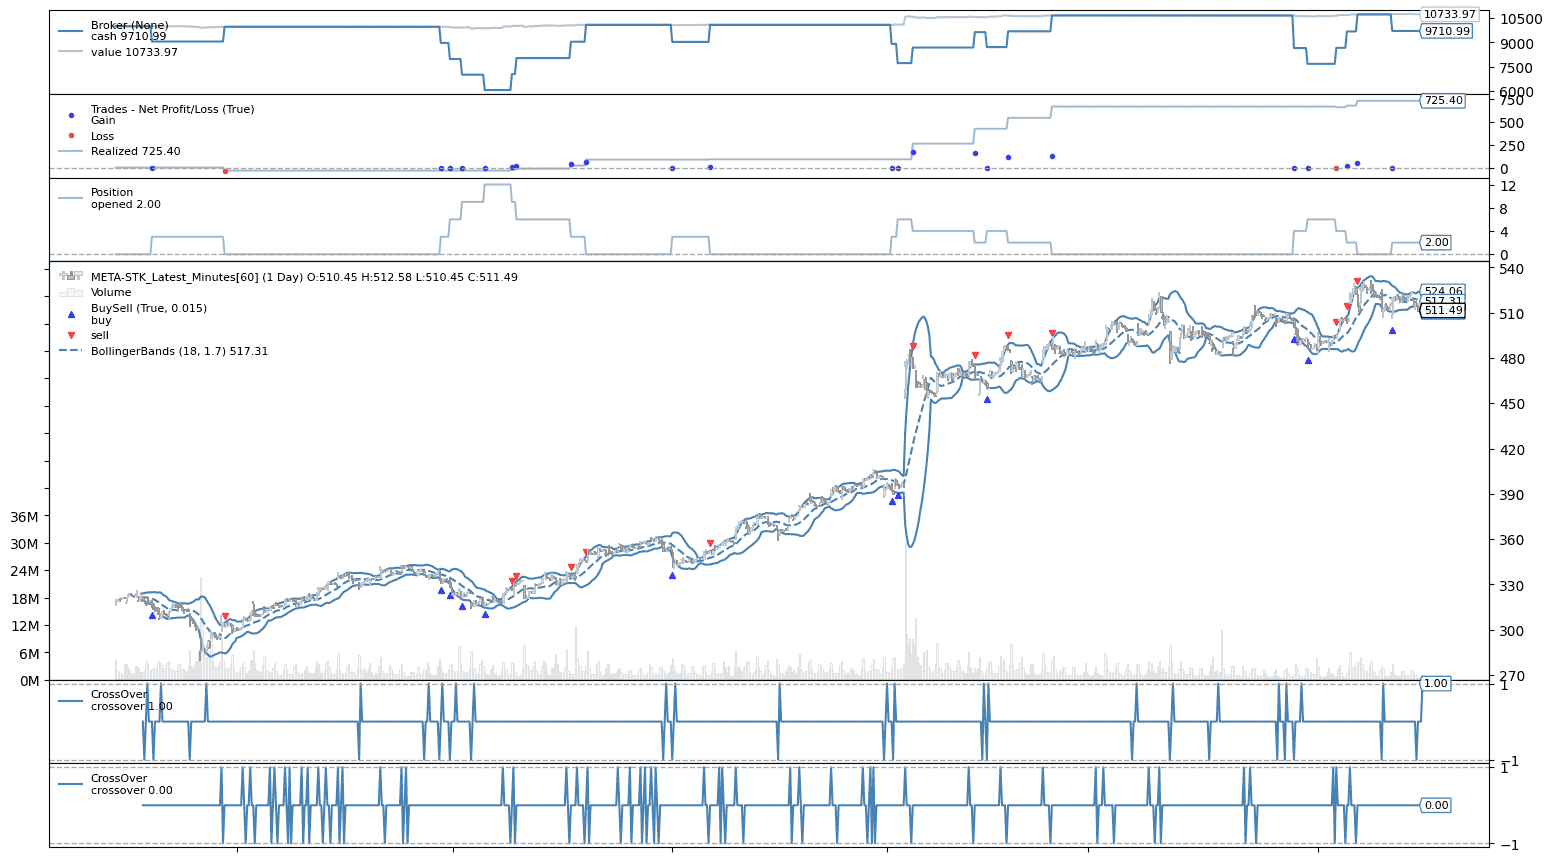 Broker (None)
cash 9710.99
value 10733.97
10733.97
10500
9710.99
9000
7500
6000
Trades - Net Profit/Loss (True)
Gain
Loss
Realized 725.40
725.40
750
500
250
0
Position
opened 2.00
12
8
4
2.00
0
META-STK_Latest_Minutes[60] (1 Day) O:510.45 H:512.58 L:510.45 C:511.49
Volume
BuySell (True, 0.015)
buy
sell
BollingerBands (18, 1.7) 517.31
540
524.06
517.31
511.49
510
480
450
420
390
360
330
300
270
36M
30M
24M
18M
12M
6M
0M
CrossOver
crossover 1.00
1.00
1
−1
CrossOver
crossover 0.00
1
0.00
−1